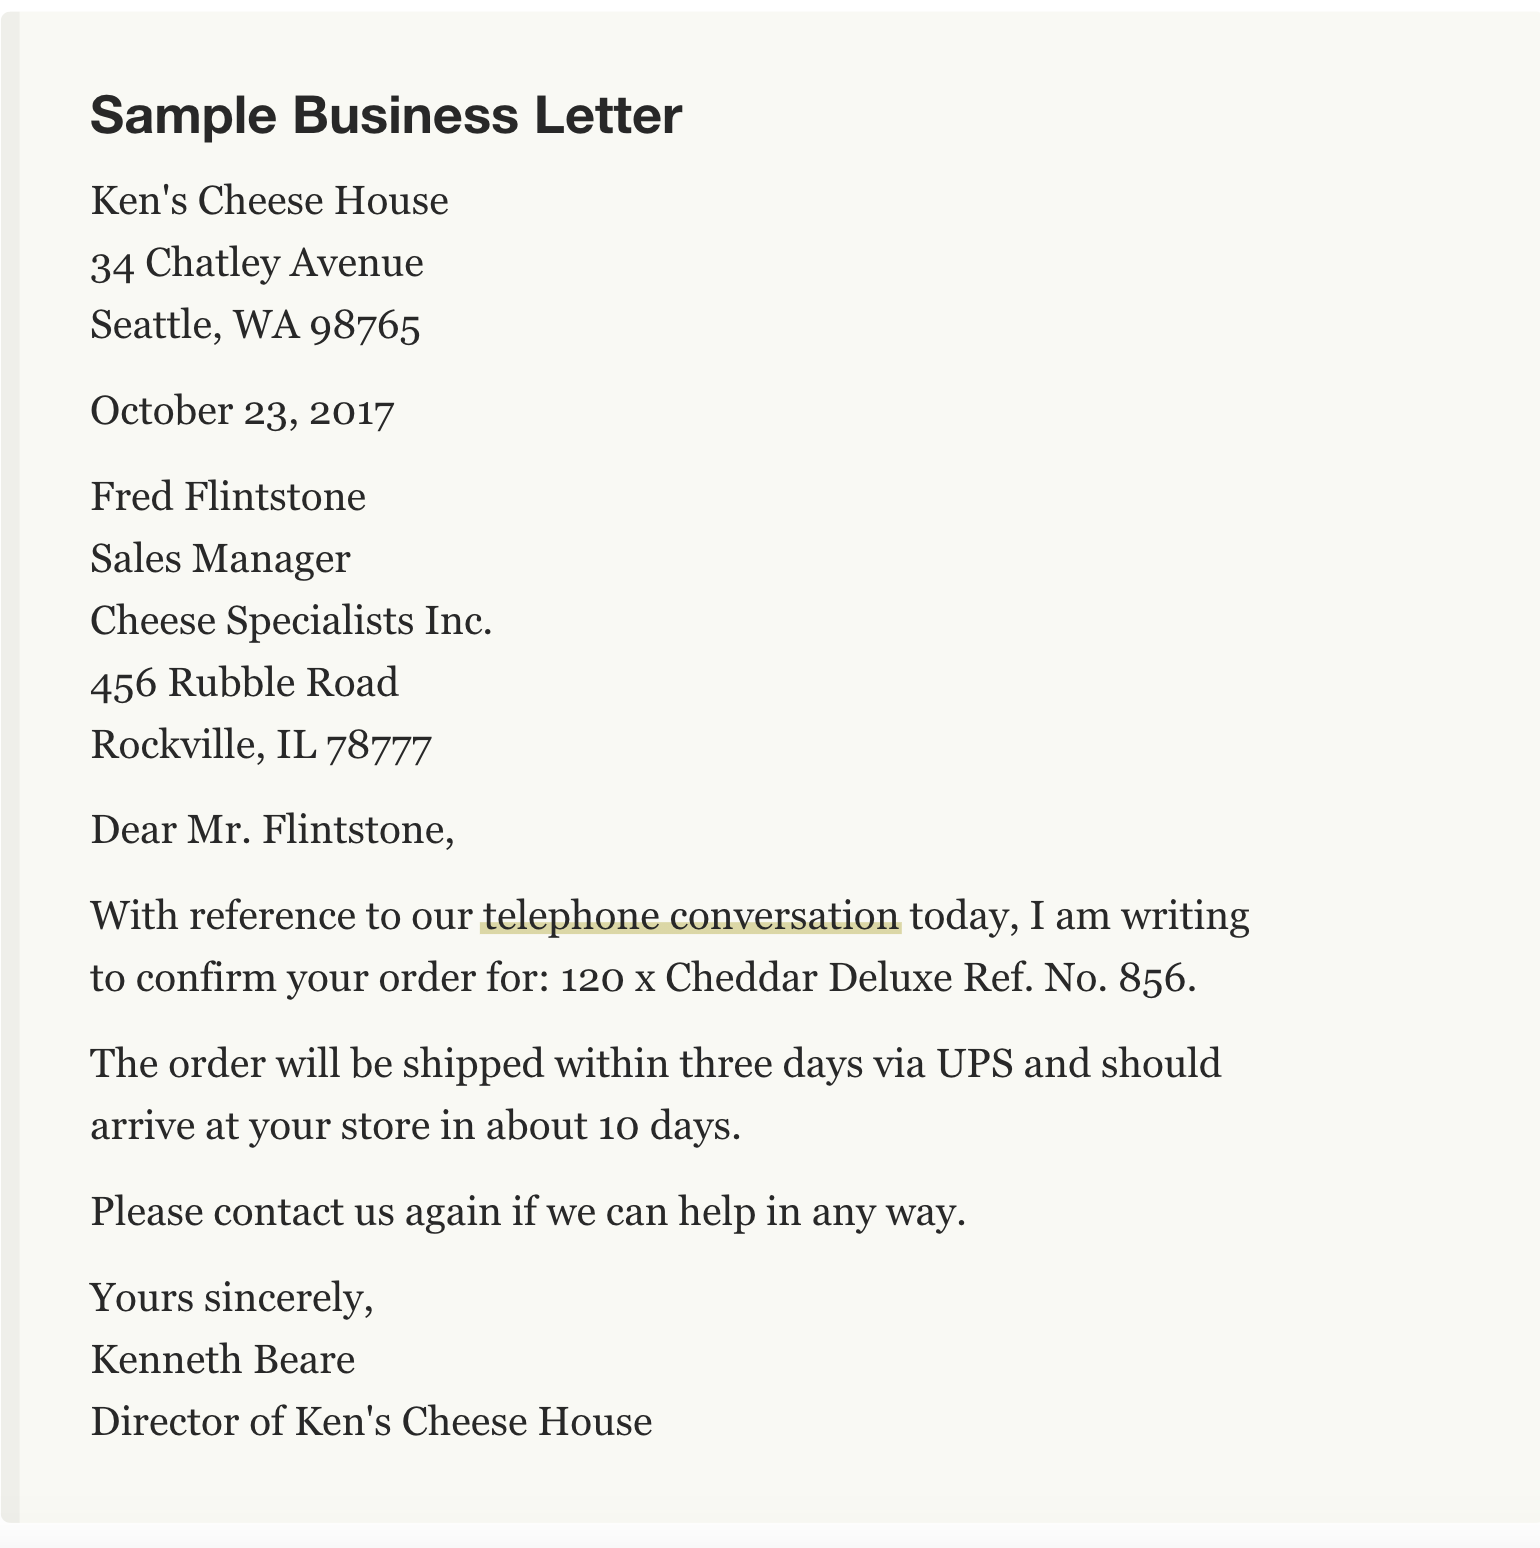 Sample Business Letter
Ken's Cheese House
34 Chatley Avenue
Seattle, WA 98765
October 23, 2017
Fred Flintstone
Sales Manager
Cheese Specialists Inc.
456 Rubble Road
Rockville, IL 78777
Dear Mr. Flintstone,
With reference to our telephone conversation today, I am writing
to confirm your order for: 120 x Cheddar Deluxe Ref. No. 856.
The order will be shipped within three days via UPS and should
arrive at your store in about 10 days.
Please contact us again if we can help in any way.
Yours sincerely,
Kenneth Beare
Director of Ken's Cheese House